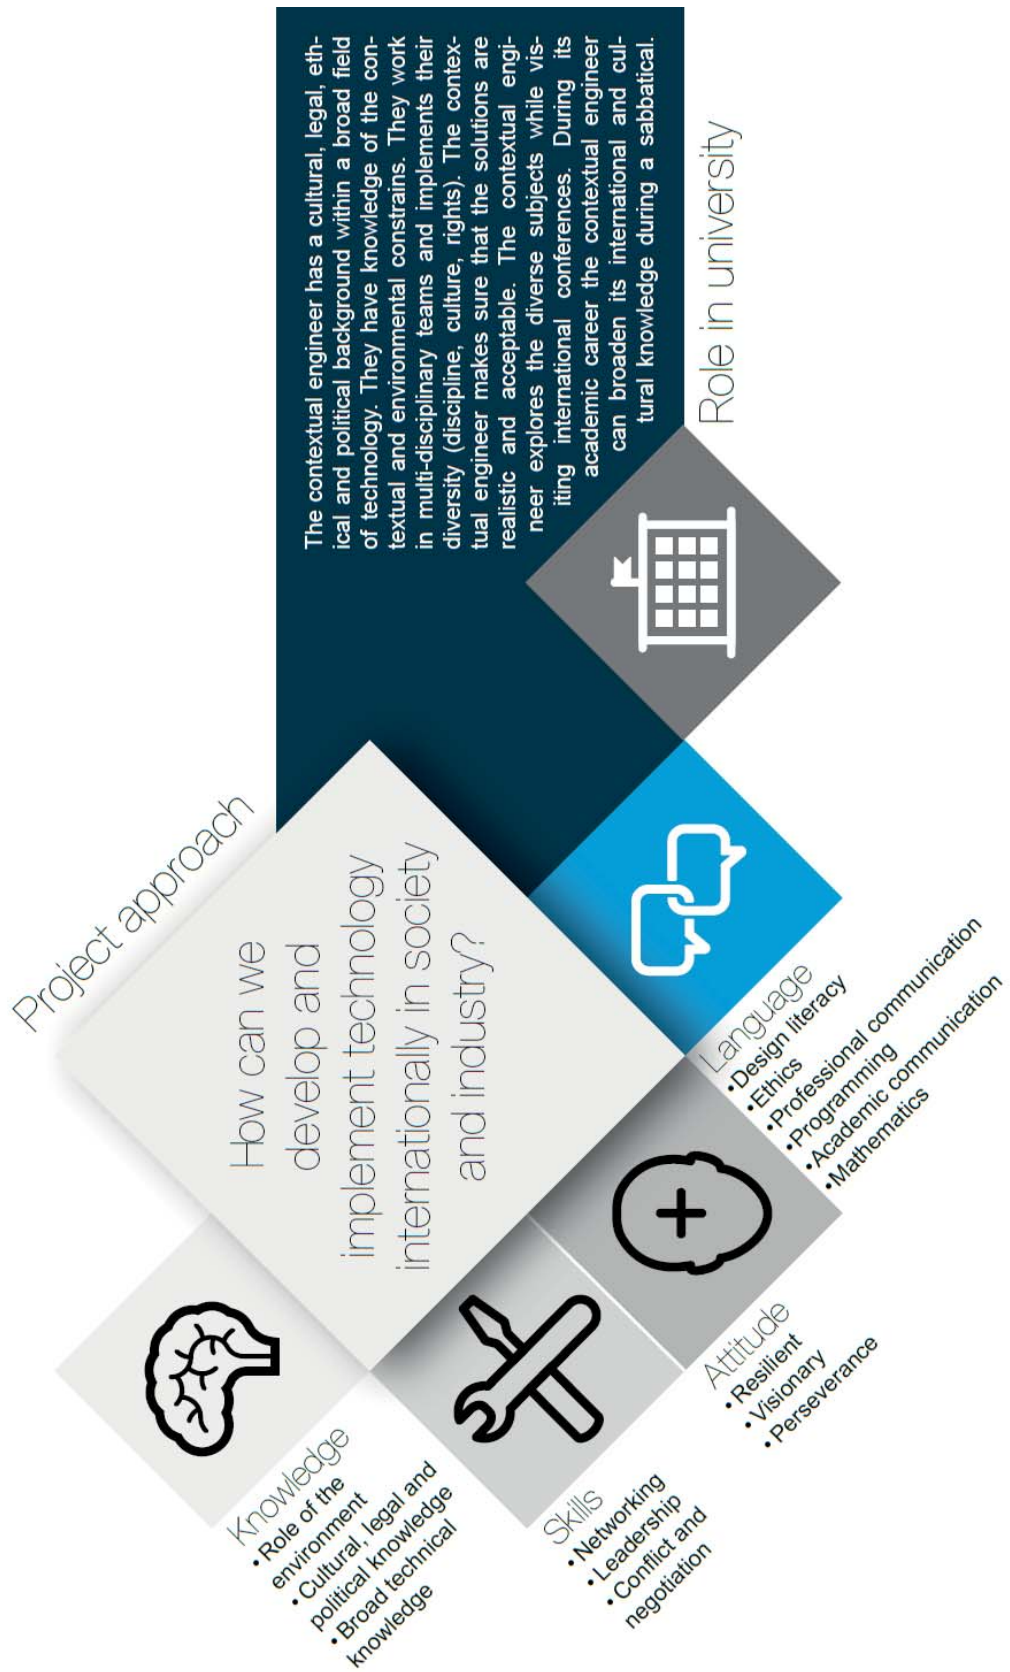 Project approach
How can we
develop and
implement technology
internationally in society
and industry?
The contextual engineer has a cultural, legal, eth-
ical and political background within a broad field
of technology. They have knowledge of the con-
textual and environmental constrains. They work
in multi-disciplinary teams and implements their
diversity (discipline, culture, rights). The contex-
tual engineer makes sure that the solutions are
realistic and acceptable. The contextual engi-
neer explores the diverse subjects while vis-
iting international conferences. During its
academic career the contextual engineer
can broaden its international and cul-
tural knowledge during a sabbatical.
Knowledge
• Role of the
environment
• Cultural, legal and
political knowledge
• Broad technical
knowledge
Skills
• Networking
• Leadership
• Conflict and
negotiation
Attitude
• Resilient
• Visionary
• Perseverance
Language
•Design literacy
•Ethics
•Professional communication
•Programming
•Academic communication
•Mathematics
Role in university